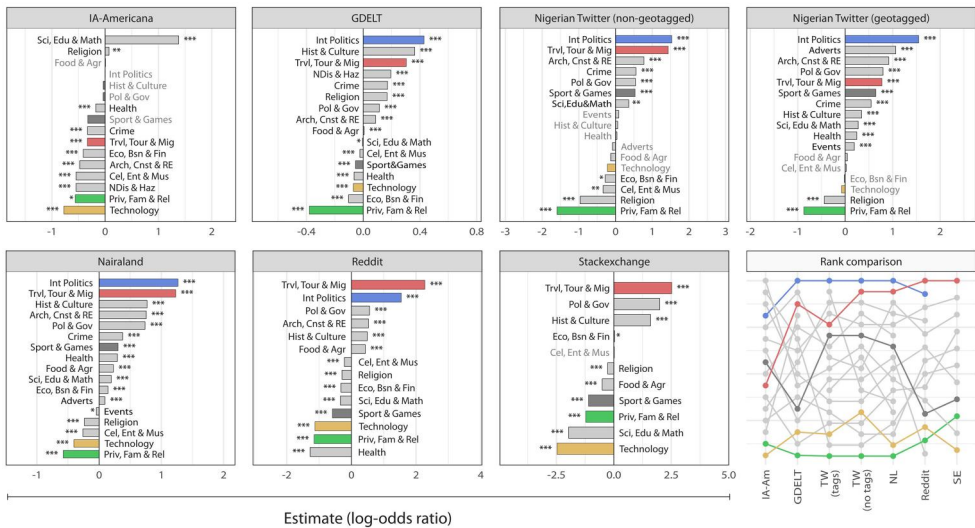 IA-Americana
Sci, Edu & Math ***
Religion **
Food & Agr
Int Politics
Hist & Culture
Pol & Gov
*** Health
Sport & Games
*** Crime
*** Trvl, Tour & Mig
*** Eco, Bsn & Fin
*** Arch, Cnst & RE
*** Cel, Ent & Mus
*** NDis & Haz
* Priv, Fam & Rel
*** Technology
-1 0 1
GDELT
Int Politics ***
Hist & Culture ***
Trvl, Tour & Mig ***
NDis & Haz ***
Crime ***
Religion ***
Pol & Gov ***
Arch, Cnst & RE ***
Food & Agr ***
* Sci, Edu & Math
*** Cel, Ent & Mus
*** Sport&Games
*** Health
*** Technology
*** Eco, Bsn & Fin
*** Priv, Fam & Rel
-0.4 0 0.4 0.8
Nigerian Twitter (non-geotagged)
Int Politics ***
Trvl, Tour & Mig ***
Arch, Cnst & RE ***
Crime ***
Pol & Gov ***
Sport & Games ***
Sci,Edu&Math **
Events
Hist & Culture
Health
Adverts
Food & Agr
Technology
* Eco, Bsn & Fin
** Cel, Ent & Mus
*** Religion
*** Priv, Fam & Rel
-3 -2 -1 0 1 2 3
Nigerian Twitter (geotagged)
Int Politics ***
Adverts ***
Arch, Cnst & RE ***
Pol & Gov ***
Trvl, Tour & Mig ***
Sport & Games ***
Crime ***
Hist & Culture ***
Sci, Edu & Math ***
Health ***
Events ***
Food & Agr
Cel, Ent & Mus
Eco, Bsn & Fin
Technology
*** Religion
*** Priv, Fam & Rel
-2 -1 0 1 2 3
Nairaland
Int Politics ***
Trvl, Tour & Mig ***
Hist & Culture ***
Arch, Cnst & RE ***
Pol & Gov ***
Crime ***
Sport & Games ***
Health ***
Food & Agr ***
Sci, Edu & Math ***
Eco, Bsn & Fin ***
Adverts ***
* Events
*** Religion
*** Cel, Ent & Mus
*** Technology
*** Priv, Fam & Rel
-1 0 1
Reddit
Trvl, Tour & Mig ***
Int Politics ***
Pol & Gov ***
Arch, Cnst & RE ***
Hist & Culture ***
Food & Agr ***
*** Cel, Ent & Mus
*** Religion
*** Eco, Bsn & Fin
*** Sci, Edu & Math
*** Sport & Games
*** Technology
*** Priv, Fam & Rel
*** Health
-2 0 2 4
Stackexchange
Trvl, Tour & Mig ***
Pol & Gov ***
Hist & Culture ***
Eco, Bsn & Fin *
Cel, Ent & Mus
*** Religion
*** Food & Agr
*** Sport & Games
*** Priv, Fam & Rel
*** Sci, Edu & Math
*** Technology
-2.5 0 2.5 5.0
Rank comparison
IA-Am
GDELT
TW
(tags)
TW
(no tags)
NL
Reddit
SE
Estimate (log-odds ratio)